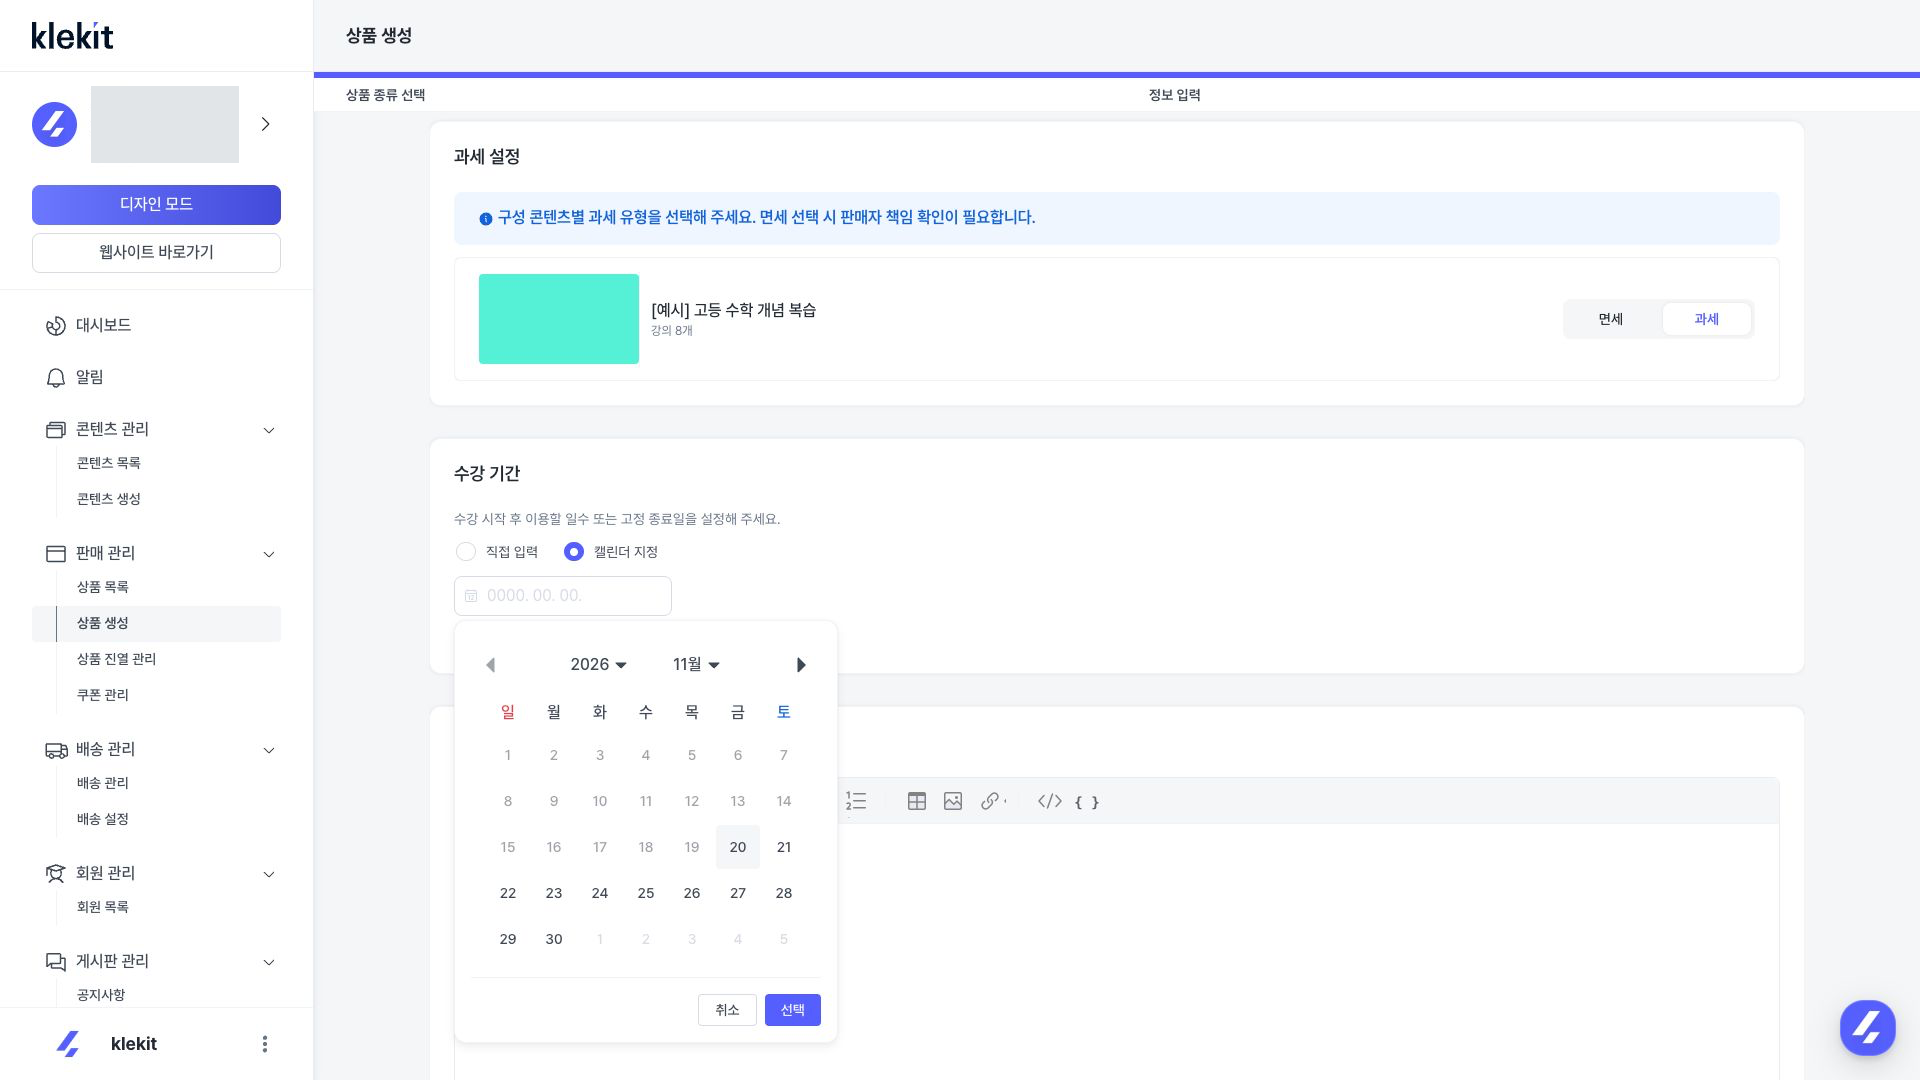 klekit
디자인 모드
웹사이트 바로가기
대시보드
알림
콘텐츠 관리
콘텐츠 목록
콘텐츠 생성
판매 관리
상품 목록
상품 생성
상품 진열 관리
쿠폰 관리
배송 관리
배송 관리
배송 설정
회원 관리
회원 목록
게시판 관리
공지사항
klekit
상품 생성
상품 종류 선택 정보 입력
과세 설정
구성 콘텐츠별 과세 유형을 선택해 주세요. 면세 선택 시 판매자 책임 확인이 필요합니다.
[예시] 고등 수학 개념 복습
강의 8개
면세 과세
수강 기간
수강 시작 후 이용할 일수 또는 고정 종료일을 설정해 주세요.
직접 입력 캘린더 지정
0000. 00. 00.
2026 11월
일 월 화 수 목 금 토
1 2 3 4 5 6 7
8 9 10 11 12 13 14
15 16 17 18 19 20 21
22 23 24 25 26 27 28
29 30 1 2 3 4 5
취소 선택